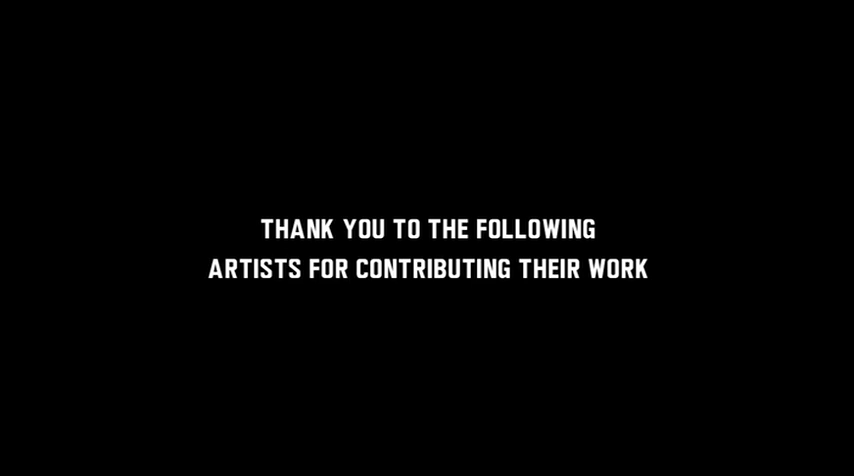 THANK YOU TO THE FOLLOWING
ARTISTS FOR CONTRIBUTING THEIR WORK